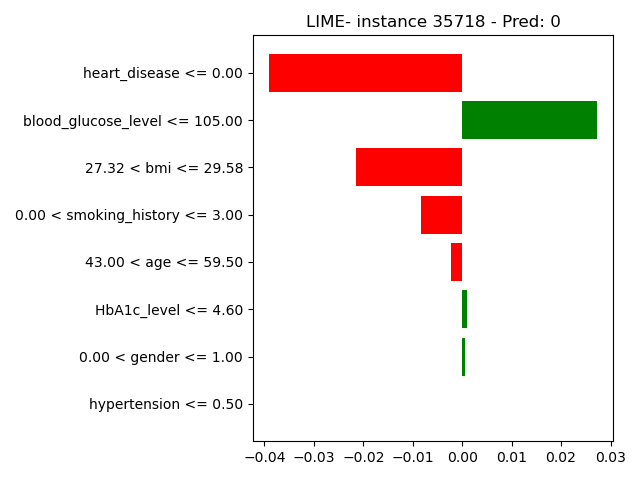 LIME- instance 35718 - Pred: 0
heart_disease <= 0.00
blood_glucose_level <= 105.00
27.32 < bmi <= 29.58
0.00 < smoking_history <= 3.00
43.00 < age <= 59.50
HbA1c_level <= 4.60
0.00 < gender <= 1.00
hypertension <= 0.50
−0.04 −0.03 −0.02 −0.01 0.00 0.01 0.02 0.03